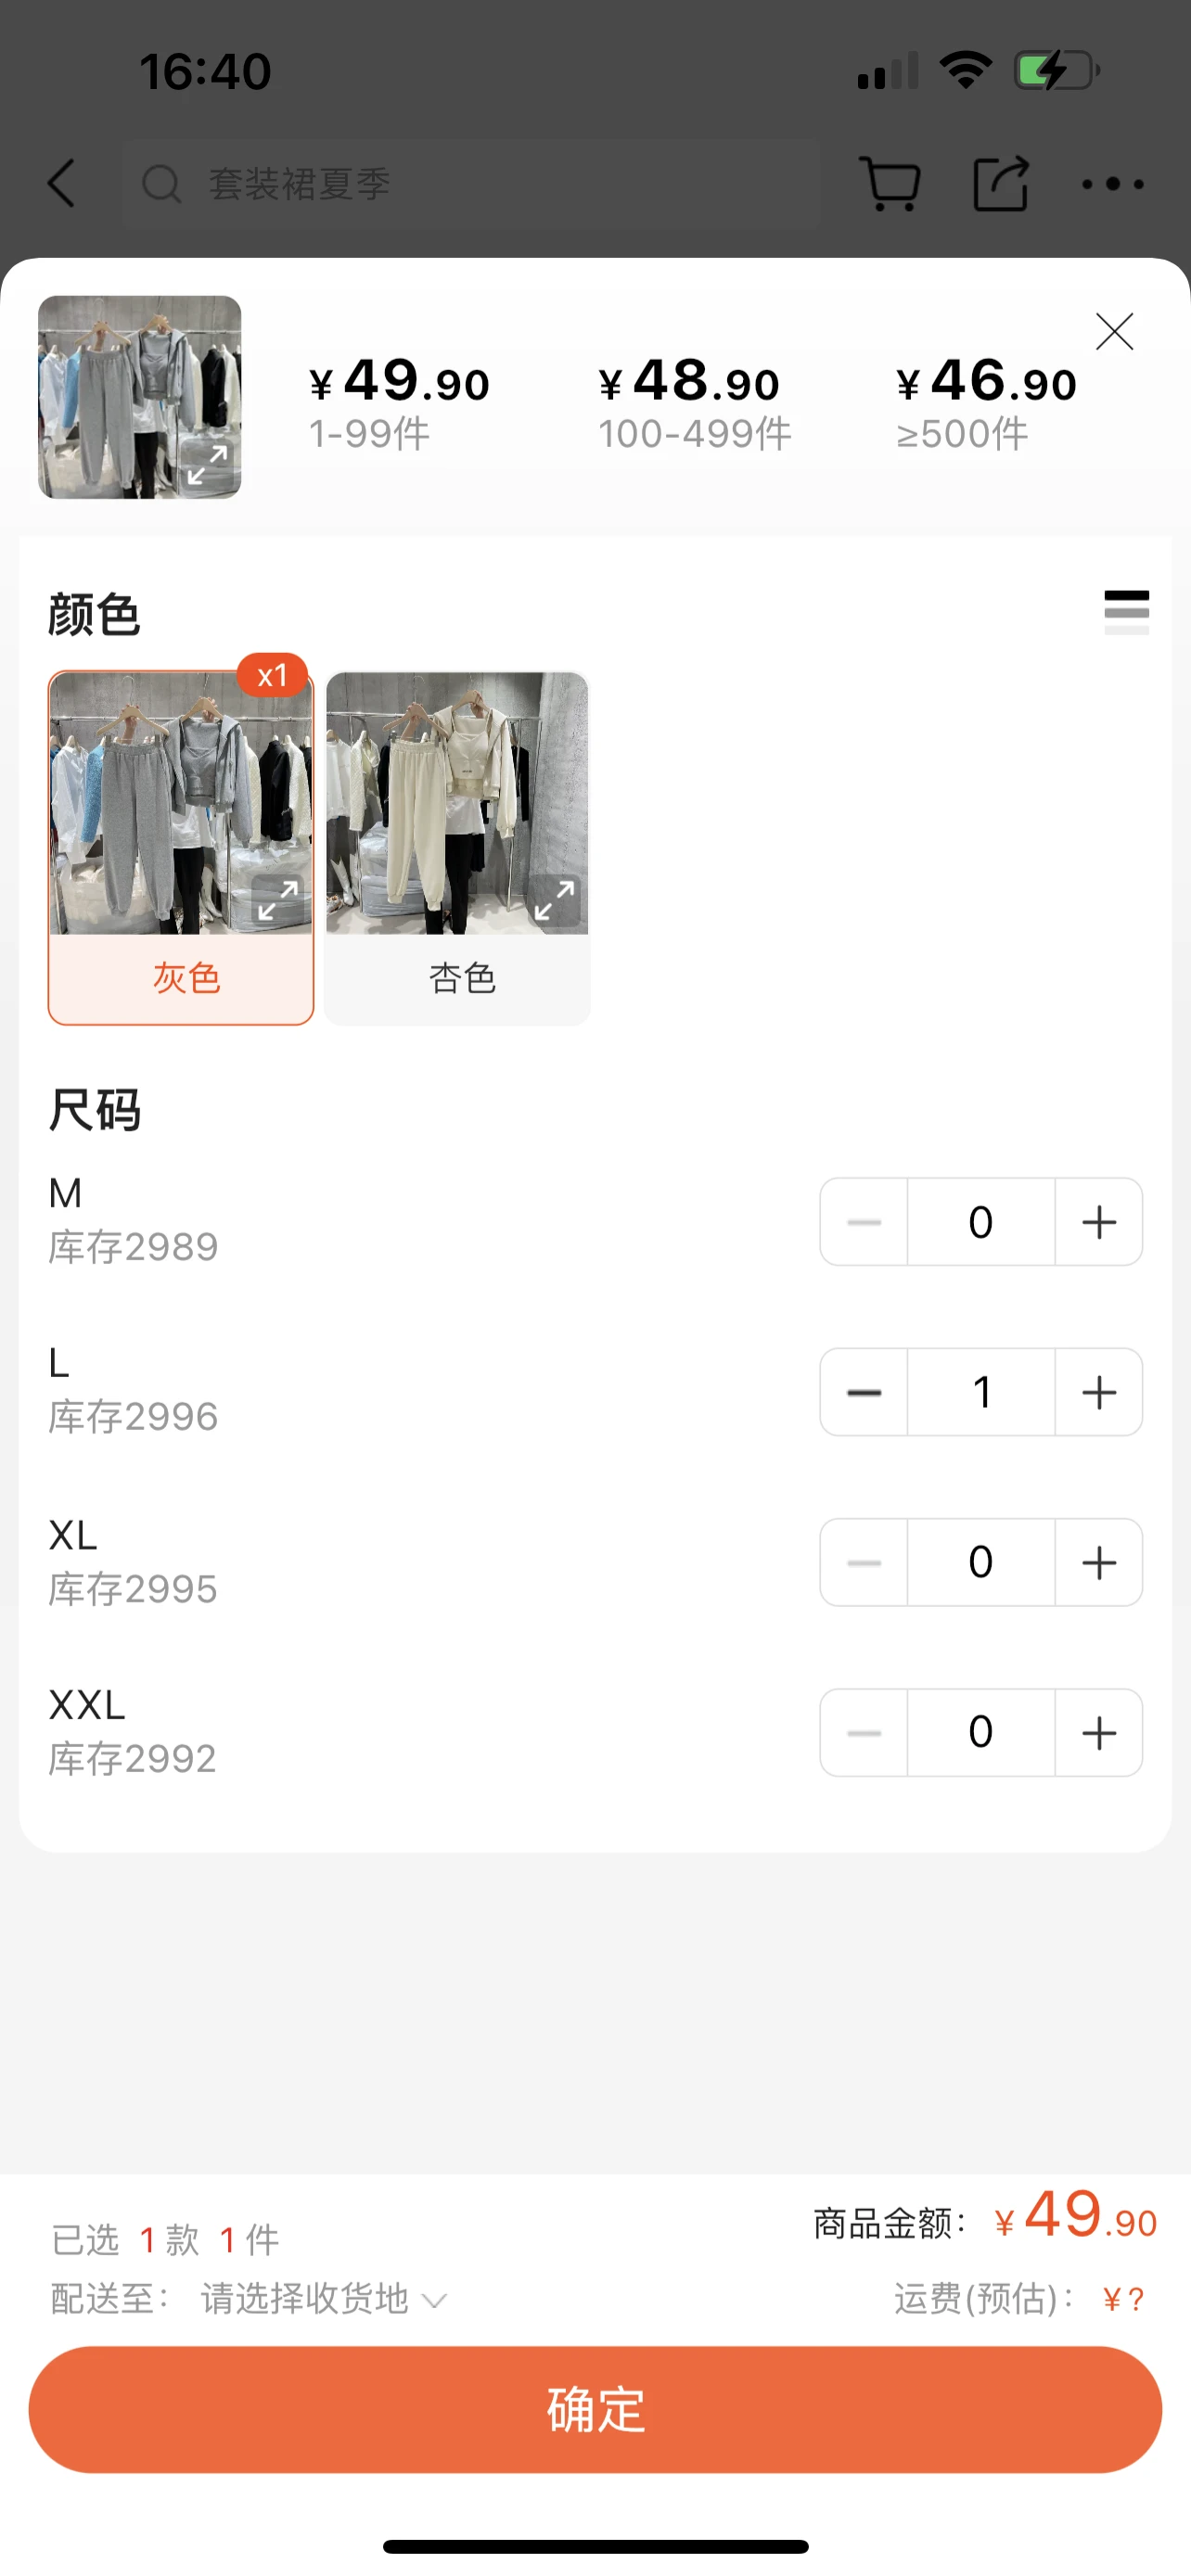 16:40
套装裙夏季
¥49.90 ¥48.90 ¥46.90
1-99件 100-499件 ≥500件
颜色
x1
灰色 杏色
尺码
M
库存2989
0
L
库存2996
1
XL
库存2995
0
XXL
库存2992
0
已选 1 款 1 件
商品金额： ¥49.90
配送至： 请选择收货地
运费(预估)： ¥?
确定